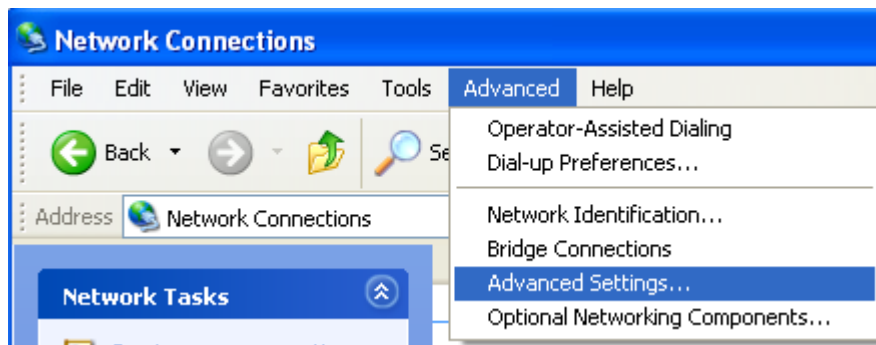 Network Connections
File Edit View Favorites Tools Advanced Help
Back
Operator-Assisted Dialing
Dial-up Preferences...
Address Network Connections
Network Identification...
Bridge Connections
Advanced Settings...
Optional Networking Components...
Network Tasks